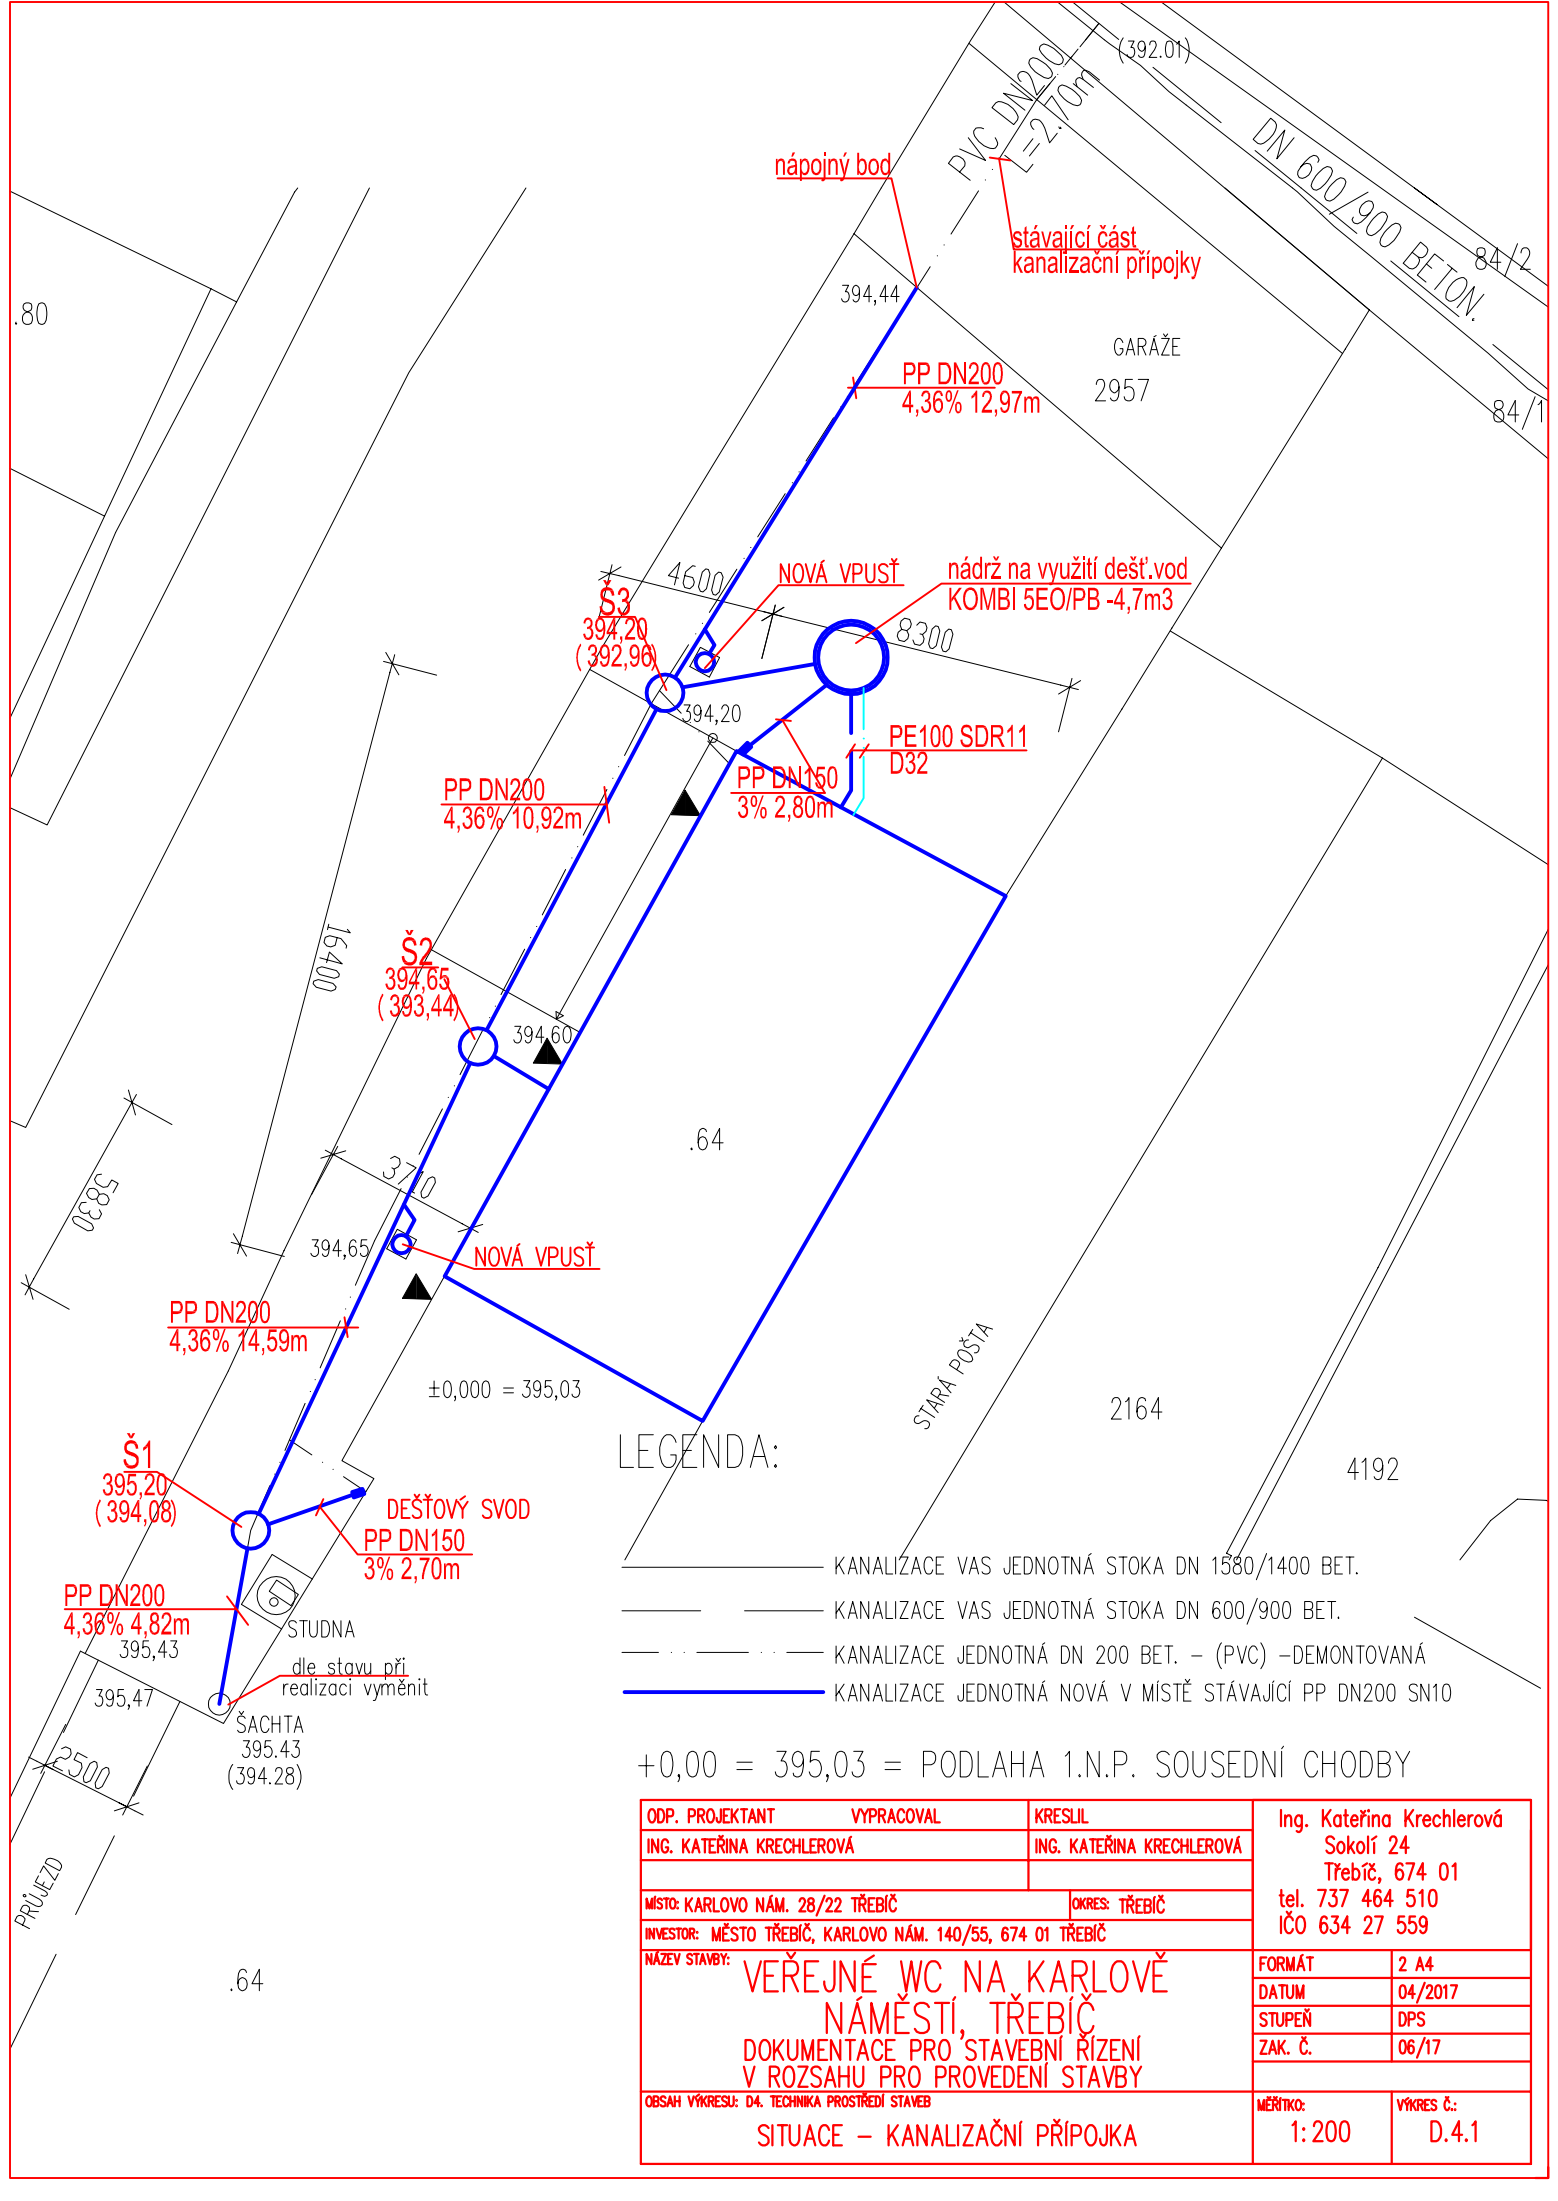 (392.01)
PVC DN200
L=2.70m
DN 600/900 BETON.
nápojný bod
stávající část
kanalizační přípojky
84/2
.80
394,44
GARÁŽE
2957
PP DN200
4,36% 12,97m
84/1
4600
NOVÁ VPUSŤ
nádrž na využití dešť.vod
KOMBI 5EO/PB -4,7m3
Š3
394,20
(392,96)
8300
394,20
PE100 SDR11
D32
PP DN200
4,36% 10,92m
PP DN150
3% 2,80m
16400
Š2
394,65
(393,44)
394,60
.64
5830
3710
394,65
NOVÁ VPUSŤ
PP DN200
4,36% 14,59m
±0,000 = 395,03
STARÁ POŠTA
2164
4192
Š1
395,20
(394,08)
DEŠŤOVÝ SVOD
PP DN150
3% 2,70m
PP DN200
4,36% 4,82m
STUDNA
395,43
dle stavu při
realizaci vyměnit
395,47
ŠACHTA
395.43
(394.28)
2500
PRŮJEZD
.64
LEGENDA:
KANALIZACE VAS JEDNOTNÁ STOKA DN 1580/1400 BET.
KANALIZACE VAS JEDNOTNÁ STOKA DN 600/900 BET.
KANALIZACE JEDNOTNÁ DN 200 BET. - (PVC) -DEMONTOVANÁ
KANALIZACE JEDNOTNÁ NOVÁ V MÍSTĚ STÁVAJÍCÍ PP DN200 SN10
+0,00 = 395,03 = PODLAHA 1.N.P. SOUSEDNÍ CHODBY
ODP. PROJEKTANT VYPRACOVAL KRESLIL
ING. KATEŘINA KRECHLEROVÁ ING. KATEŘINA KRECHLEROVÁ
Ing. Kateřina Krechlerová
Sokolí 24
Třebíč, 674 01
tel. 737 464 510
IČO 634 27 559
MÍSTO: KARLOVO NÁM. 28/22 TŘEBÍČ OKRES: TŘEBÍČ
INVESTOR: MĚSTO TŘEBÍČ, KARLOVO NÁM. 140/55, 674 01 TŘEBÍČ
NÁZEV STAVBY:
VEŘEJNÉ WC NA KARLOVĚ
NÁMĚSTÍ, TŘEBÍČ
DOKUMENTACE PRO STAVEBNÍ ŘÍZENÍ
V ROZSAHU PRO PROVEDENÍ STAVBY
FORMÁT 2 A4
DATUM 04/2017
STUPEŇ DPS
ZAK. Č. 06/17
OBSAH VÝKRESU: D4. TECHNIKA PROSTŘEDÍ STAVEB
SITUACE - KANALIZAČNÍ PŘÍPOJKA
MĚŘÍTKO:
1:200
VÝKRES Č.:
D.4.1